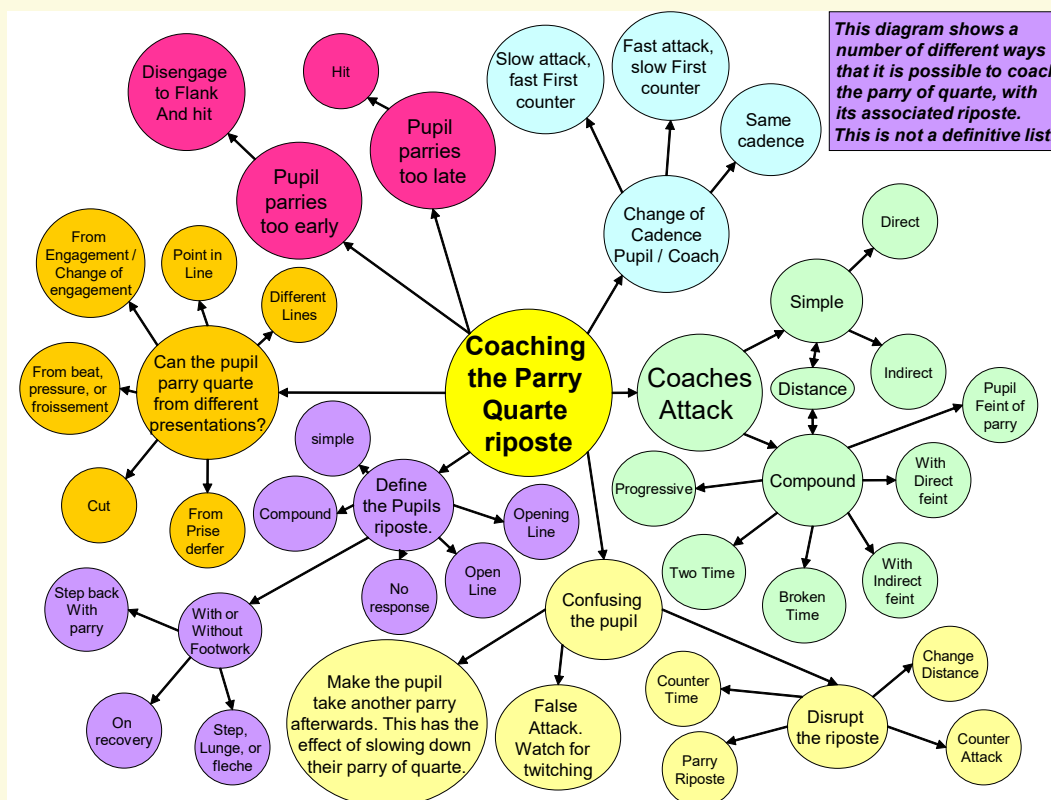 This diagram shows a
number of different ways
that it is possible to coach
the parry of quarte, with
its associated riposte.
This is not a definitive list
Disengage
to Flank
And hit
Hit
Pupil
parries
too late
Pupil
parries
too early
Slow attack,
fast First
counter
Fast attack,
slow First
counter
Same
cadence
Change of
Cadence
Pupil / Coach
Coaching
the Parry
Quarte
riposte
From
Engagement /
Change of
engagement
Point in
Line
Different
Lines
Can the pupil
parry quarte
from different
presentations?
From beat,
pressure, or
froissement
Cut
From
Prise
derfer
Coaches
Attack
Simple
Direct
Indirect
Distance
Compound
Pupil
Feint of
parry
With
Direct
feint
With
Indirect
feint
Broken
Time
Two Time
Progressive
Define
the Pupils
riposte.
simple
Compound
Opening
Line
Open
Line
No
response
With or
Without
Footwork
Step back
With
parry
On
recovery
Step,
Lunge, or
fleche
Confusing
the pupil
Make the pupil
take another parry
afterwards. This has the
effect of slowing down
their parry of quarte.
False
Attack.
Watch for
twitching
Disrupt
the riposte
Counter
Time
Parry
Riposte
Change
Distance
Counter
Attack